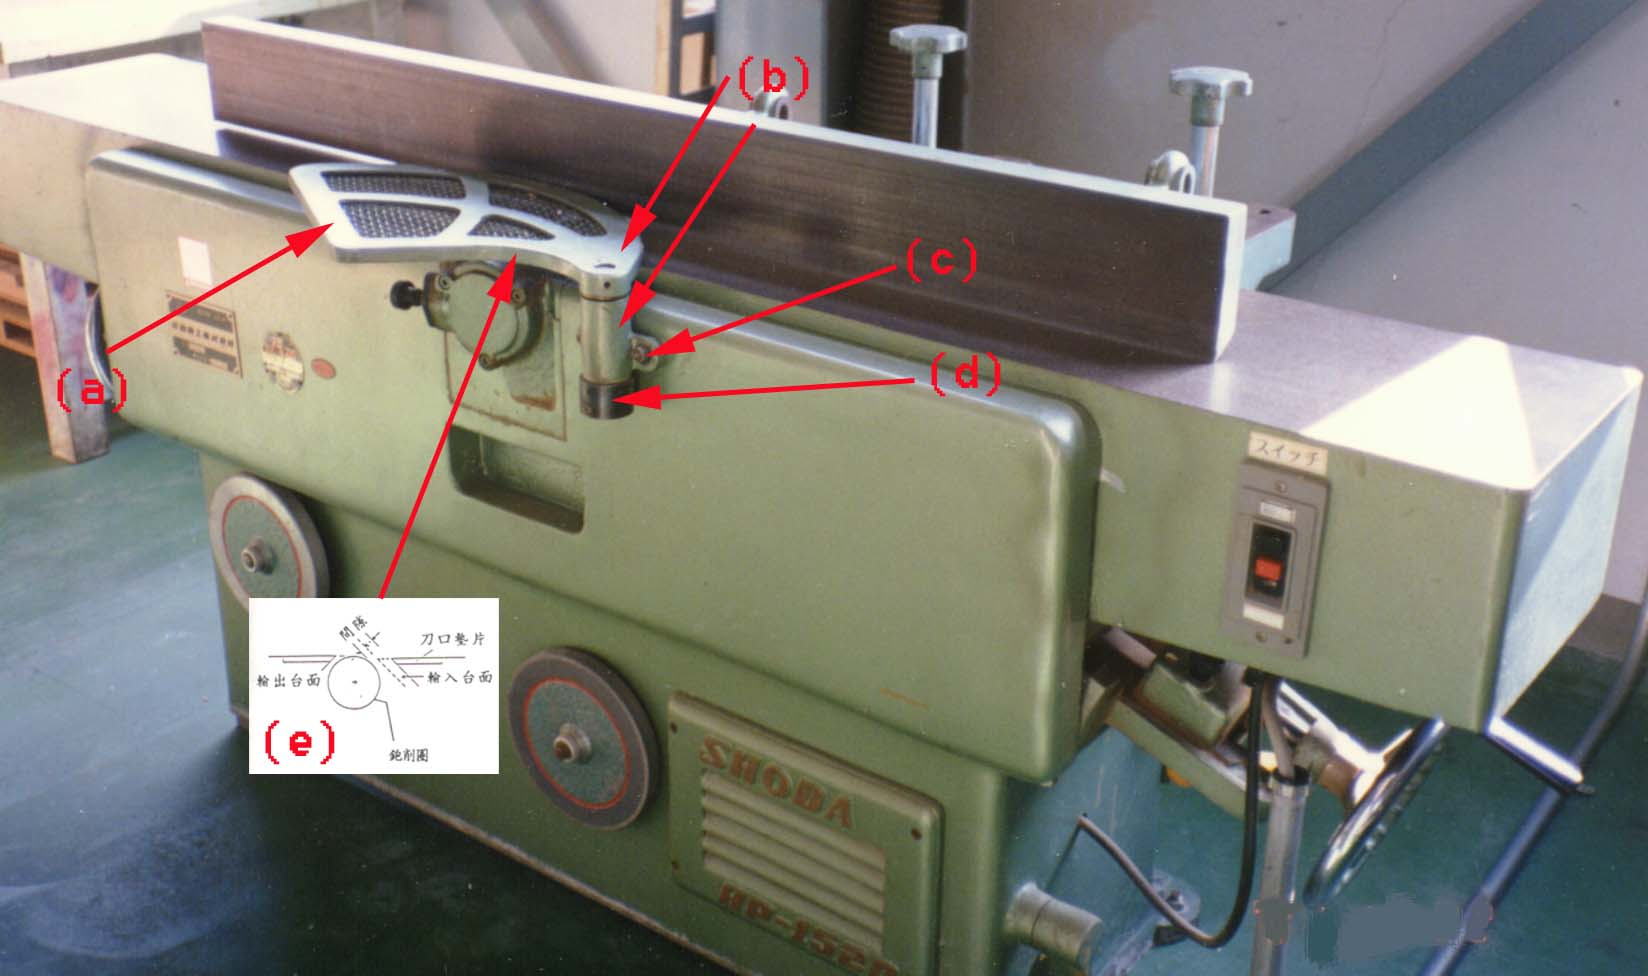 (b)
(c)
(a)
(d)
スイッチ
間隙
刀口墊片
輸出台面
輸入台面
(e)
鉋削圈
SHODA